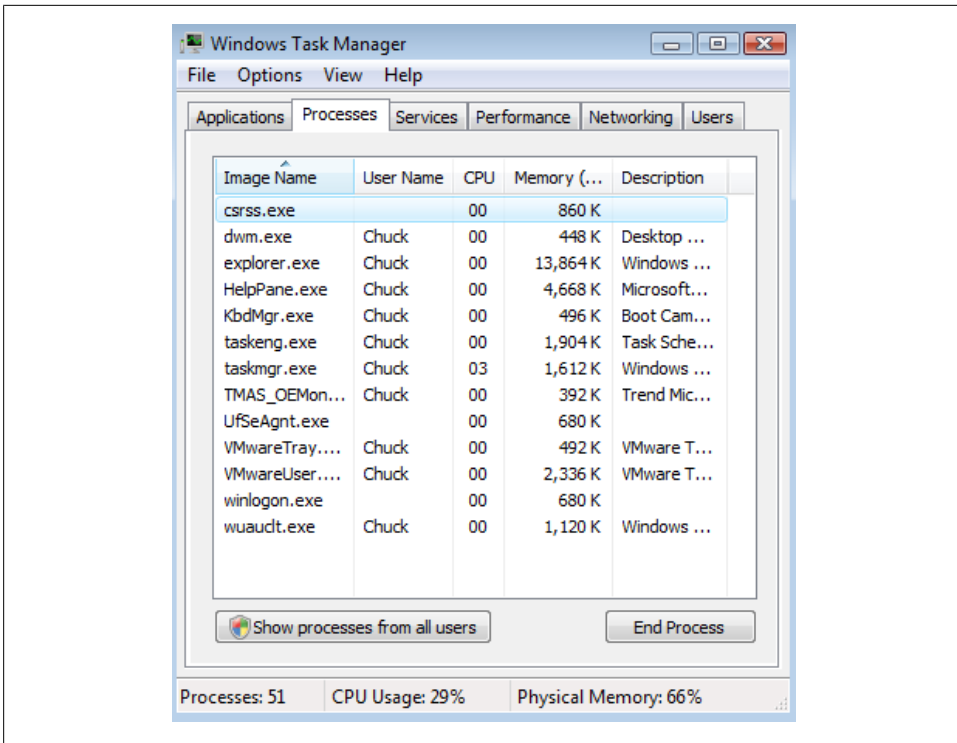 Windows Task Manager
File Options View Help
Applications Processes Services Performance Networking Users
Image Name User Name CPU Memory (... Description
csrss.exe 00 860 K
dwm.exe Chuck 00 448 K Desktop ...
explorer.exe Chuck 00 13,864 K Windows ...
HelpPane.exe Chuck 00 4,668 K Microsoft...
KbdMgr.exe Chuck 00 496 K Boot Cam...
taskeng.exe Chuck 00 1,904 K Task Sche...
taskmgr.exe Chuck 03 1,612 K Windows ...
TMAS_OEMon... Chuck 00 392 K Trend Mic...
UfSeAgnt.exe 00 680 K
VMwareTray.... Chuck 00 492 K VMware T...
VMwareUser.... Chuck 00 2,336 K VMware T...
winlogon.exe 00 680 K
wuauclt.exe Chuck 00 1,120 K Windows ...
Show processes from all users End Process
Processes: 51 CPU Usage: 29% Physical Memory: 66%